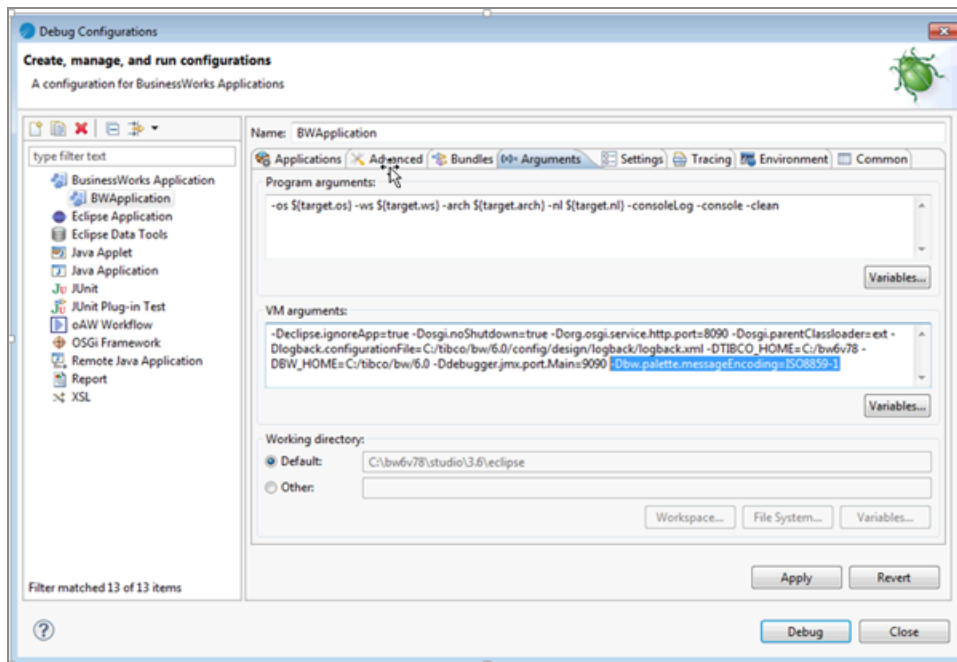 Debug Configurations
Create, manage, and run configurations
A configuration for BusinessWorks Applications
type filter text
BusinessWorks Application
BWApplication
Eclipse Application
Eclipse Data Tools
Java Applet
Java Application
JUnit
JUnit Plug-in Test
oAW Workflow
OSGi Framework
Remote Java Application
Report
XSL
Filter matched 13 of 13 items
Name: BWApplication
Applications Advanced Bundles (x)= Arguments Settings Tracing Environment Common
Program arguments:
-os ${target.os} -ws ${target.ws} -arch ${target.arch} -nl ${target.nl} -consoleLog -console -clean
Variables...
VM arguments:
-Declipse.ignoreApp=true -Dosgi.noShutdown=true -Dorg.osgi.service.http.port=8090 -Dosgi.parentClassloader=ext -
Dlogback.configurationFile=C:/tibco/bw/6.0/config/design/logback/logback.xml -DTIBCO_HOME=C:/bw6v78 -
DBW_HOME=C:/tibco/bw/6.0 -Ddebugger.jmx.port.Main=9090 -Dbw.palette.messageEncoding=ISO8859-1
Variables...
Working directory:
Default: C:\bw6v78\studio\3.6\eclipse
Other:
Workspace... File System... Variables...
Apply Revert
Debug Close